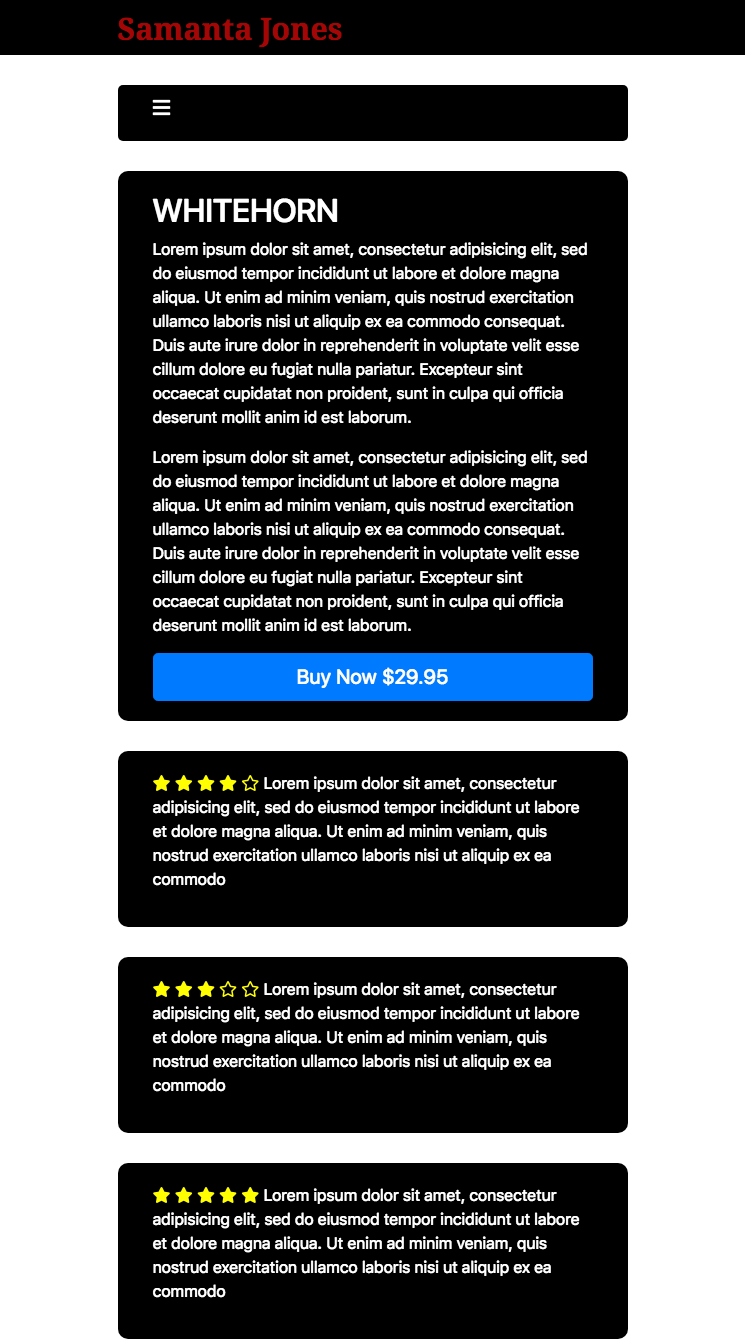 Samanta Jones
WHITEHORN
Lorem ipsum dolor sit amet, consectetur adipisicing elit, sed
do eiusmod tempor incididunt ut labore et dolore magna
aliqua. Ut enim ad minim veniam, quis nostrud exercitation
ullamco laboris nisi ut aliquip ex ea commodo consequat.
Duis aute irure dolor in reprehenderit in voluptate velit esse
cillum dolore eu fugiat nulla pariatur. Excepteur sint
occaecat cupidatat non proident, sunt in culpa qui officia
deserunt mollit anim id est laborum.
Lorem ipsum dolor sit amet, consectetur adipisicing elit, sed
do eiusmod tempor incididunt ut labore et dolore magna
aliqua. Ut enim ad minim veniam, quis nostrud exercitation
ullamco laboris nisi ut aliquip ex ea commodo consequat.
Duis aute irure dolor in reprehenderit in voluptate velit esse
cillum dolore eu fugiat nulla pariatur. Excepteur sint
occaecat cupidatat non proident, sunt in culpa qui officia
deserunt mollit anim id est laborum.
Buy Now $29.95
Lorem ipsum dolor sit amet, consectetur
adipisicing elit, sed do eiusmod tempor incididunt ut labore
et dolore magna aliqua. Ut enim ad minim veniam, quis
nostrud exercitation ullamco laboris nisi ut aliquip ex ea
commodo
Lorem ipsum dolor sit amet, consectetur
adipisicing elit, sed do eiusmod tempor incididunt ut labore
et dolore magna aliqua. Ut enim ad minim veniam, quis
nostrud exercitation ullamco laboris nisi ut aliquip ex ea
commodo
Lorem ipsum dolor sit amet, consectetur
adipisicing elit, sed do eiusmod tempor incididunt ut labore
et dolore magna aliqua. Ut enim ad minim veniam, quis
nostrud exercitation ullamco laboris nisi ut aliquip ex ea
commodo